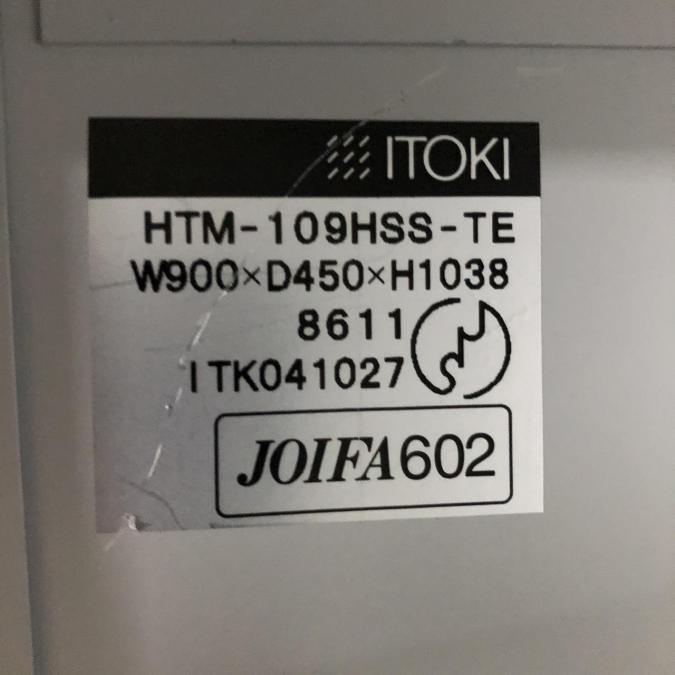 ITOKI
HTM-109HSS-TE
W900×D450×H1038
8611
ITK041027
JOIFA602